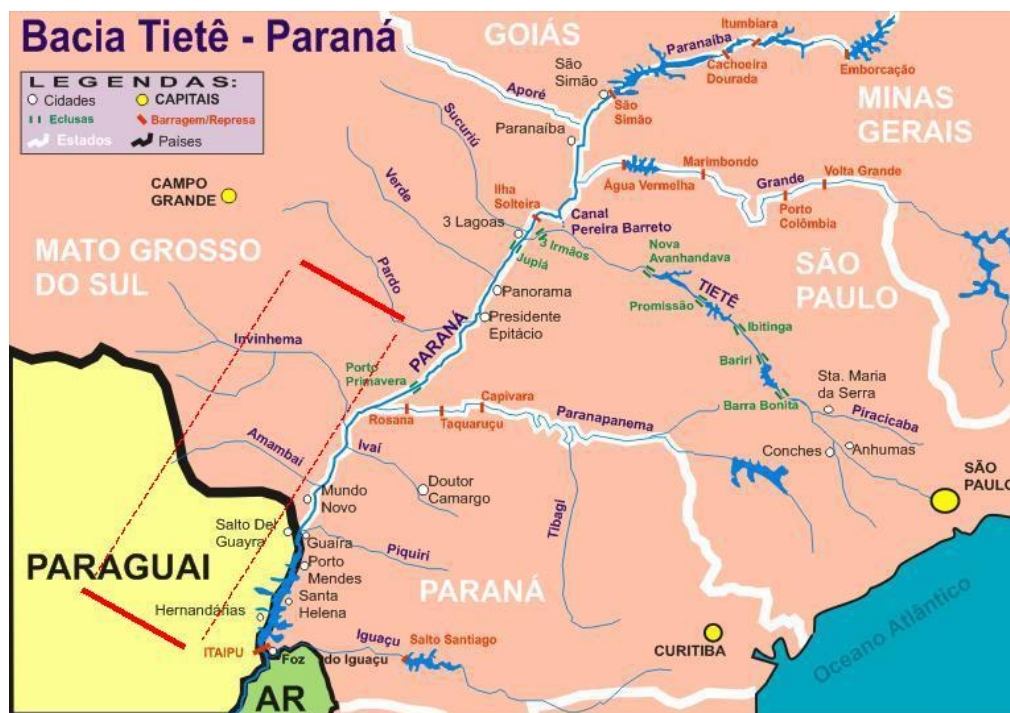 Bacia Tietê - Paraná
LEGENDAS:
Cidades
CAPITAIS
Eclusas
Barragem/Represa
Estados
Países
GOIÁS
Itumbiara
Paranaíba
Cachoeira
Dourada
Emborcação
São
Simão
São
Simão
Aporé
Sucuriú
Paranaíba
MINAS
GERAIS
Verde
CAMPO
GRANDE
Ilha
Solteira
Água Vermelha
Marimbondo
Grande
Volta Grande
Porto
Colômbia
3 Lagoas
Canal
Pereira Barreto
3 Irmãos
Jupiá
Nova
Avanhandava
MATO GROSSO
DO SUL
SÃO
PAULO
Pardo
Panorama
TIETÊ
Promissão
Presidente
Epitácio
PARANÁ
Ibitinga
Invinhema
Porto
Primavera
Bariri
Sta. Maria
da Serra
Barra Bonita
Piracicaba
Capivara
Rosana
Taquaruçu
Paranapanema
Conches
Anhumas
Amambai
Ivaí
SÃO
PAULO
Doutor
Camargo
Mundo
Novo
Tibagi
Salto Del
Guayra
Guaíra
Piquiri
PARAGUAI
Porto
Mendes
PARANÁ
Santa
Helena
Hernandárias
Iguaçu
Salto Santiago
ITAIPU
Foz do Iguaçu
CURITIBA
Oceano Atlântico
AR